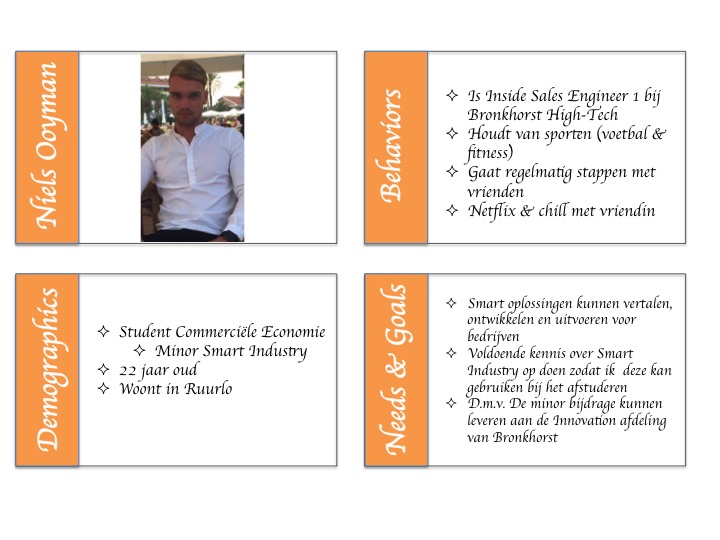 Niels Ooyman
Behaviors
Is Inside Sales Engineer 1 bij
Bronkhorst High-Tech
Houdt van sporten (voetbal &
fitness)
Gaat regelmatig stappen met
vrienden
Netflix & chill met vriendin
Demographics
Student Commerciële Economie
Minor Smart Industry
22 jaar oud
Woont in Ruurlo
Needs & Goals
Smart oplossingen kunnen vertalen,
ontwikkelen en uitvoeren voor
bedrijven
Voldoende kennis over Smart
Industry op doen zodat ik deze kan
gebruiken bij het afstuderen
D.m.v. De minor bijdrage kunnen
leveren aan de Innovation afdeling
van Bronkhorst